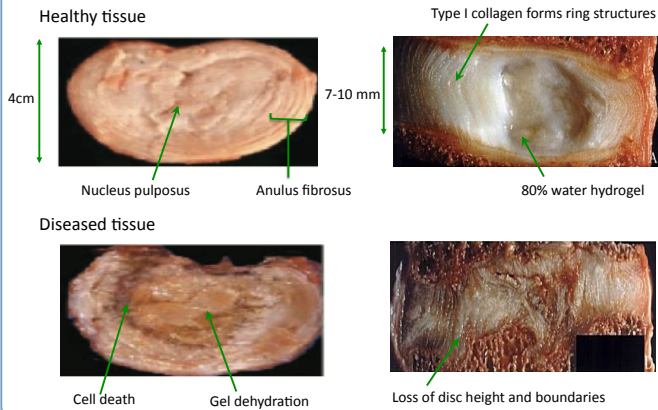 Healthy tissue
Type I collagen forms ring structures
4cm
7-10 mm
A
Nucleus pulposus
Anulus fibrosus
80% water hydrogel
Diseased tissue
Cell death
Gel dehydration
Loss of disc height and boundaries